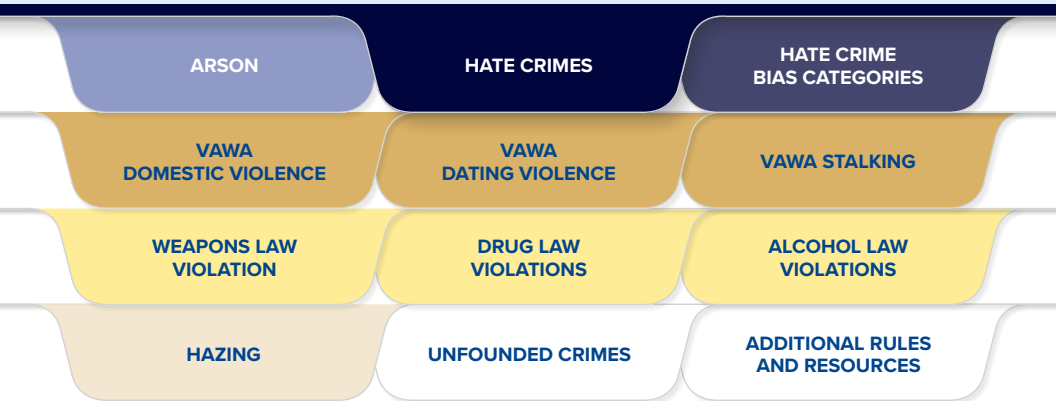 ARSON
HATE CRIMES
HATE CRIME
BIAS CATEGORIES
VAWA
DOMESTIC VIOLENCE
VAWA
DATING VIOLENCE
VAWA STALKING
WEAPONS LAW
VIOLATION
DRUG LAW
VIOLATIONS
ALCOHOL LAW
VIOLATIONS
HAZING
UNFOUNDED CRIMES
ADDITIONAL RULES
AND RESOURCES